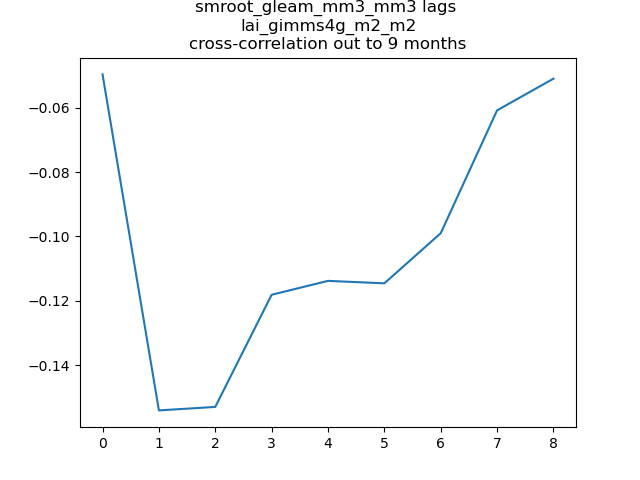 smroot_gleam_mm3_mm3 lags
lai_gimms4g_m2_m2
cross-correlation out to 9 months
−0.06
−0.08
−0.10
−0.12
−0.14
0 1 2 3 4 5 6 7 8